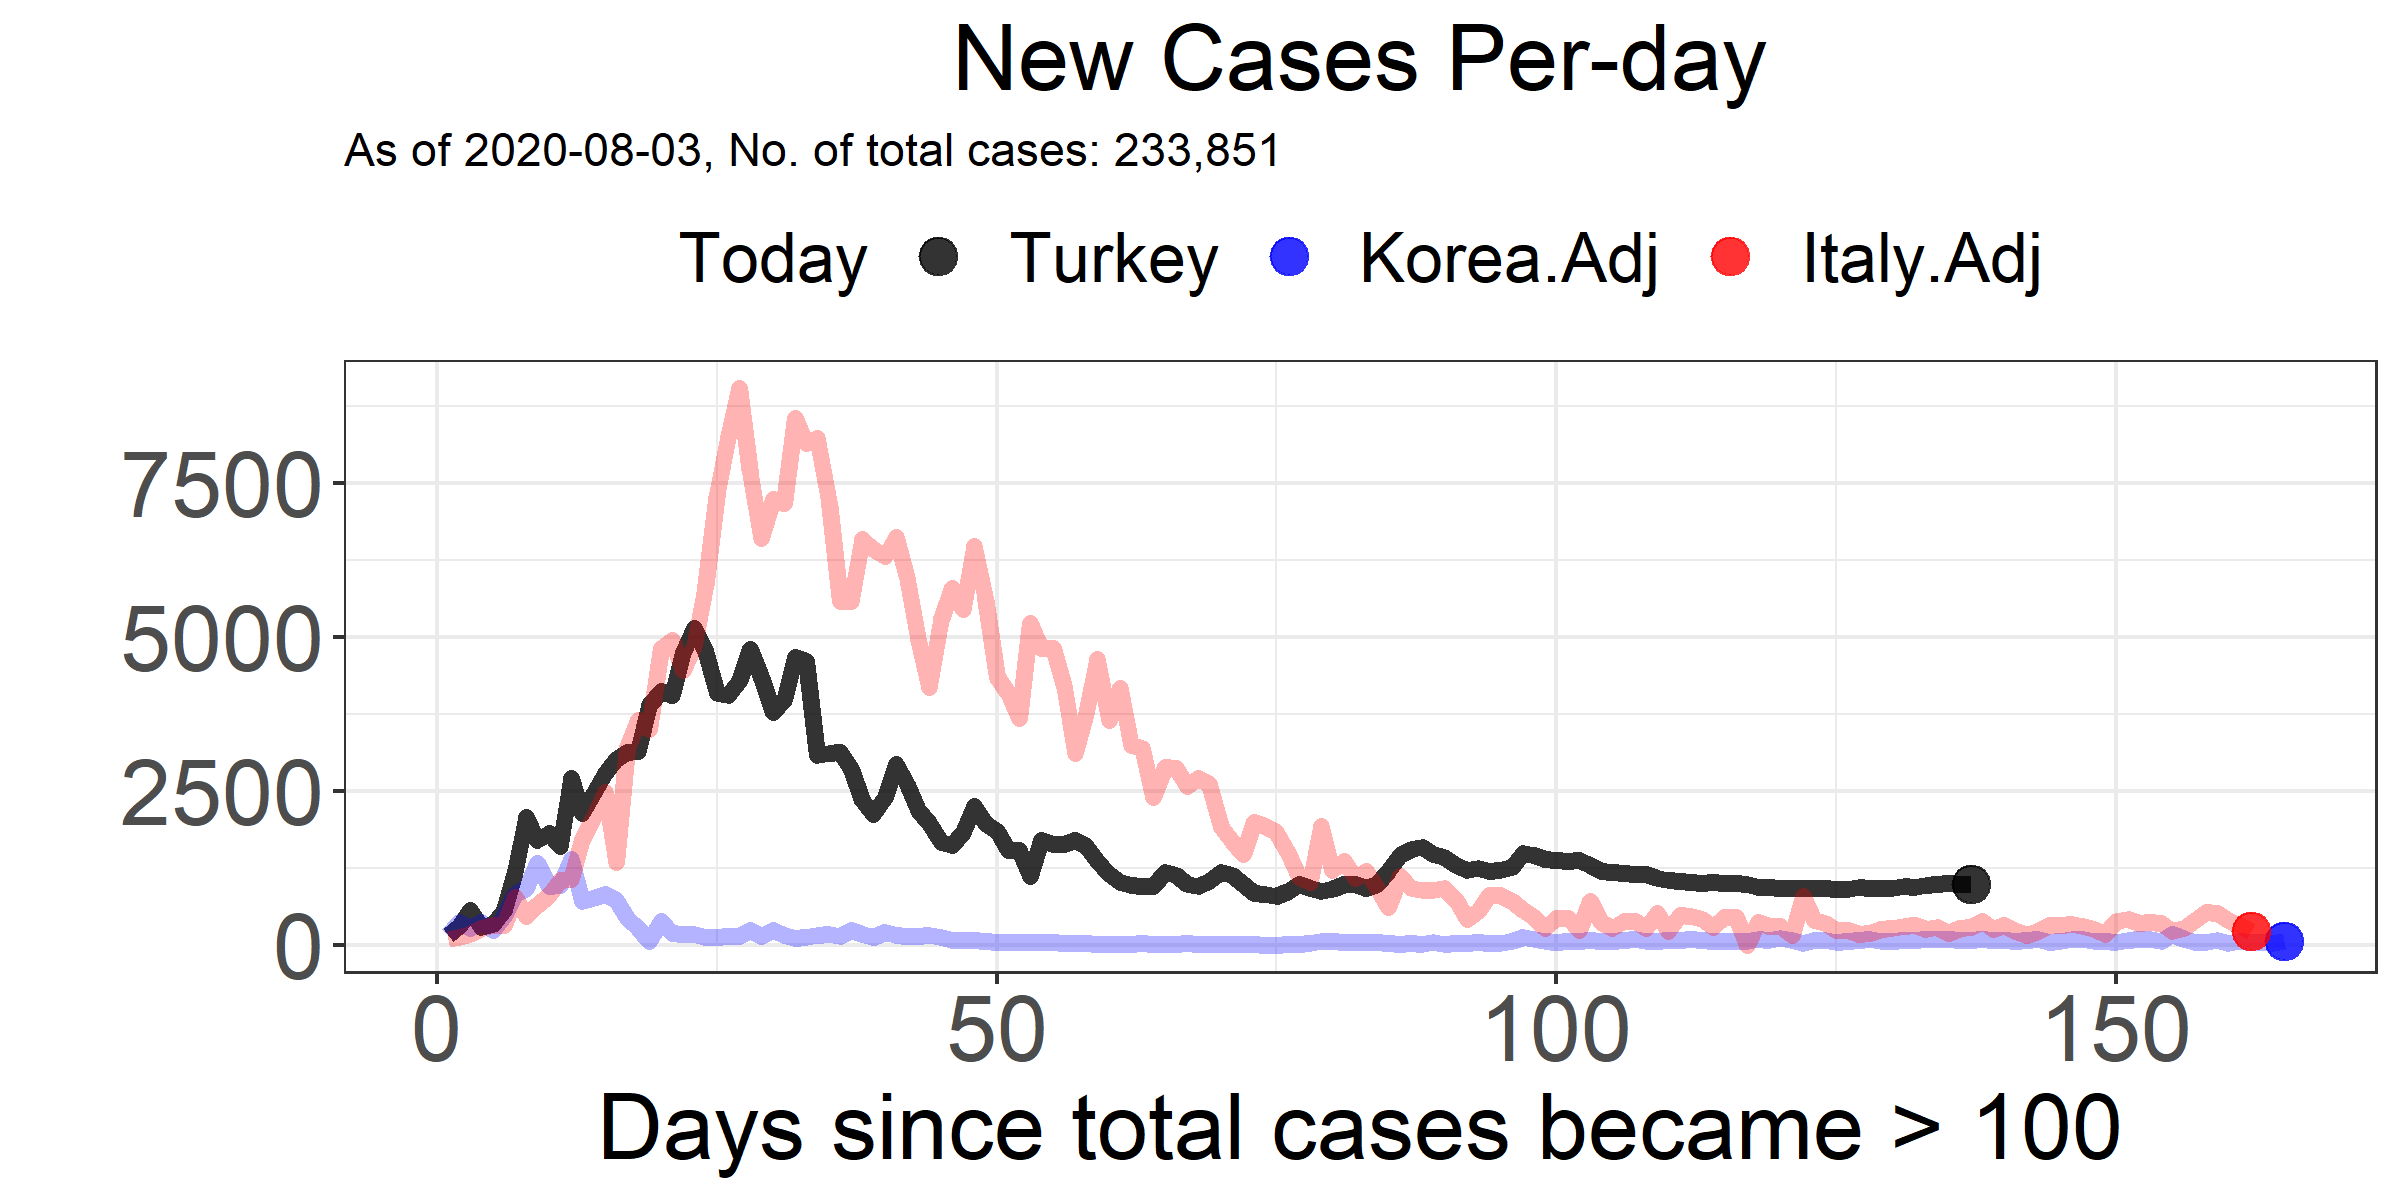 New Cases Per-day
As of 2020-08-03, No. of total cases: 233,851
Today Turkey Korea.Adj Italy.Adj
7500
5000
2500
0
0 50 100 150
Days since total cases became > 100